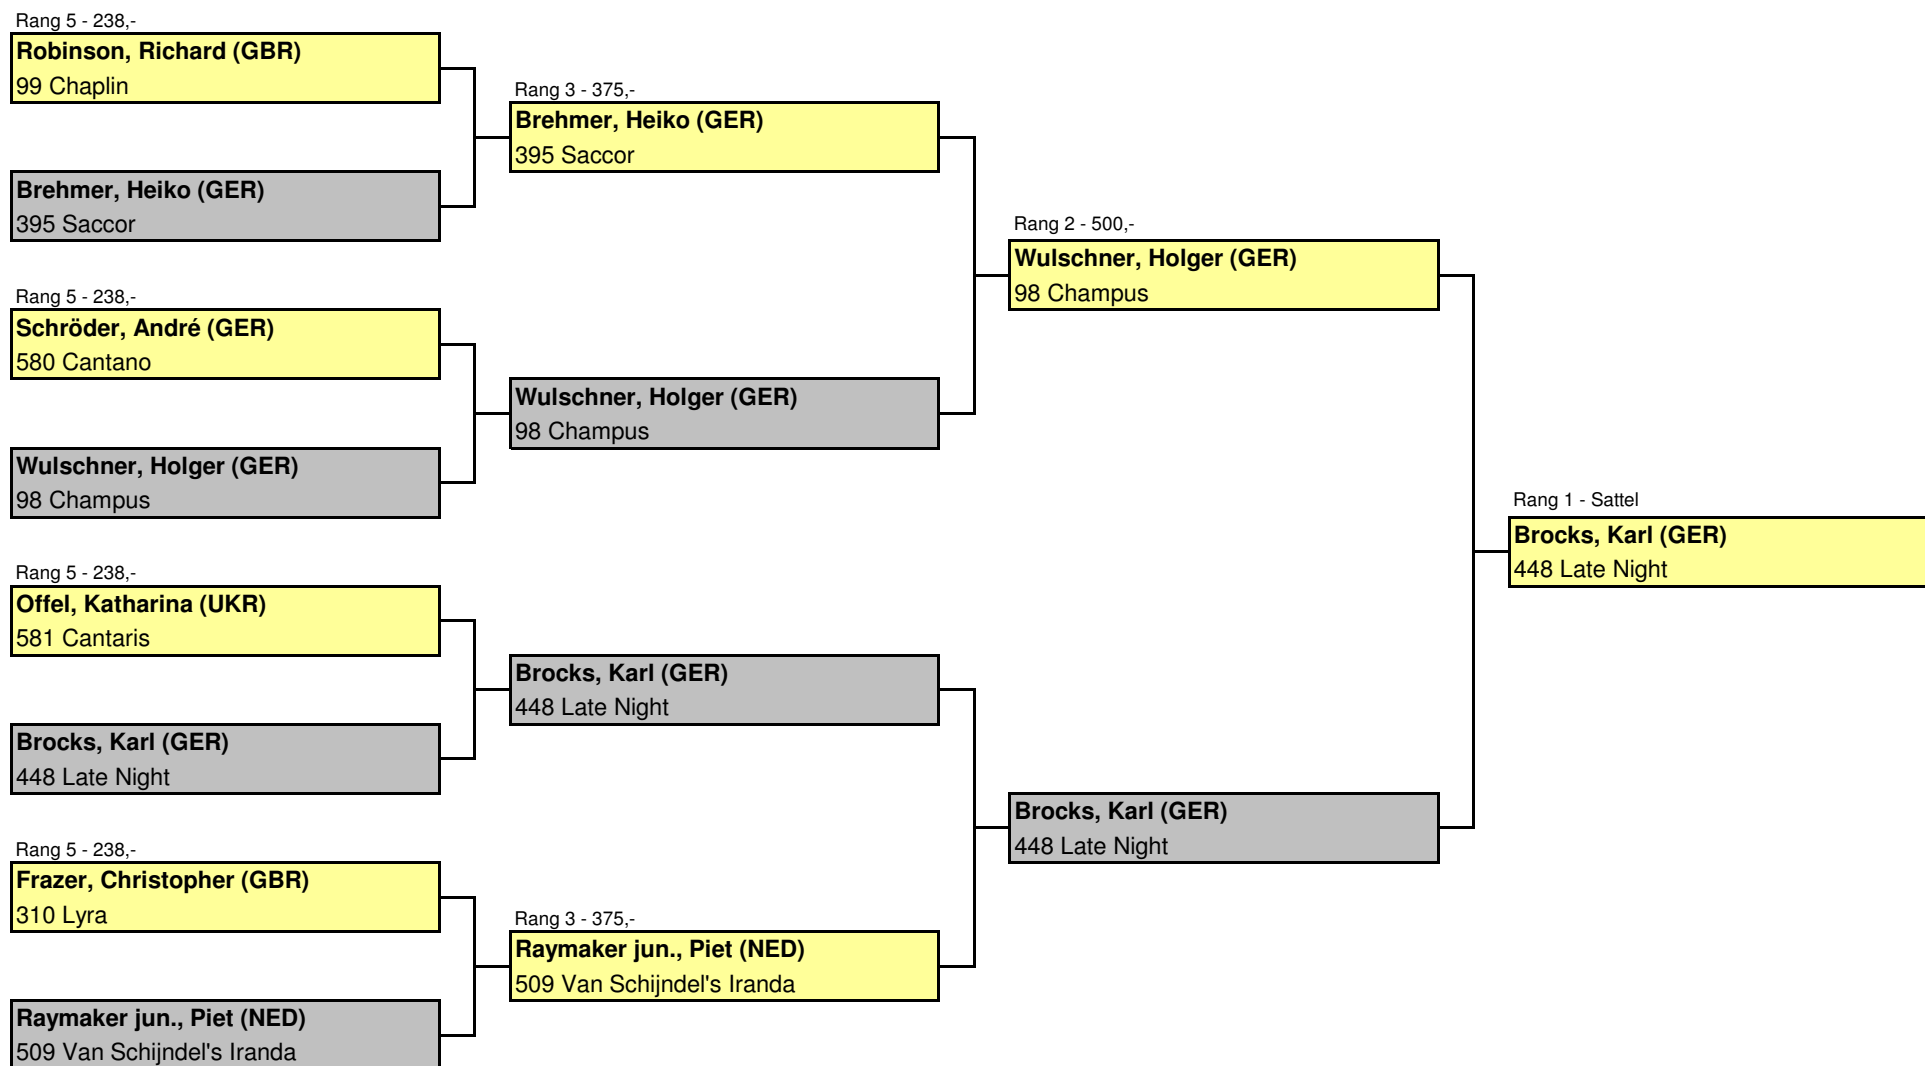 Rang 5 - 238,-
Robinson, Richard (GBR)
99 Chaplin
Brehmer, Heiko (GER)
395 Saccor
Rang 5 - 238,-
Schröder, André (GER)
580 Cantano
Wulschner, Holger (GER)
98 Champus
Rang 5 - 238,-
Offel, Katharina (UKR)
581 Cantaris
Brocks, Karl (GER)
448 Late Night
Rang 5 - 238,-
Frazer, Christopher (GBR)
310 Lyra
Raymaker jun., Piet (NED)
509 Van Schijndel's Iranda
Rang 3 - 375,-
Brehmer, Heiko (GER)
395 Saccor
Wulschner, Holger (GER)
98 Champus
Brocks, Karl (GER)
448 Late Night
Rang 3 - 375,-
Raymaker jun., Piet (NED)
509 Van Schijndel's Iranda
Rang 2 - 500,-
Wulschner, Holger (GER)
98 Champus
Brocks, Karl (GER)
448 Late Night
Rang 1 - Sattel
Brocks, Karl (GER)
448 Late Night